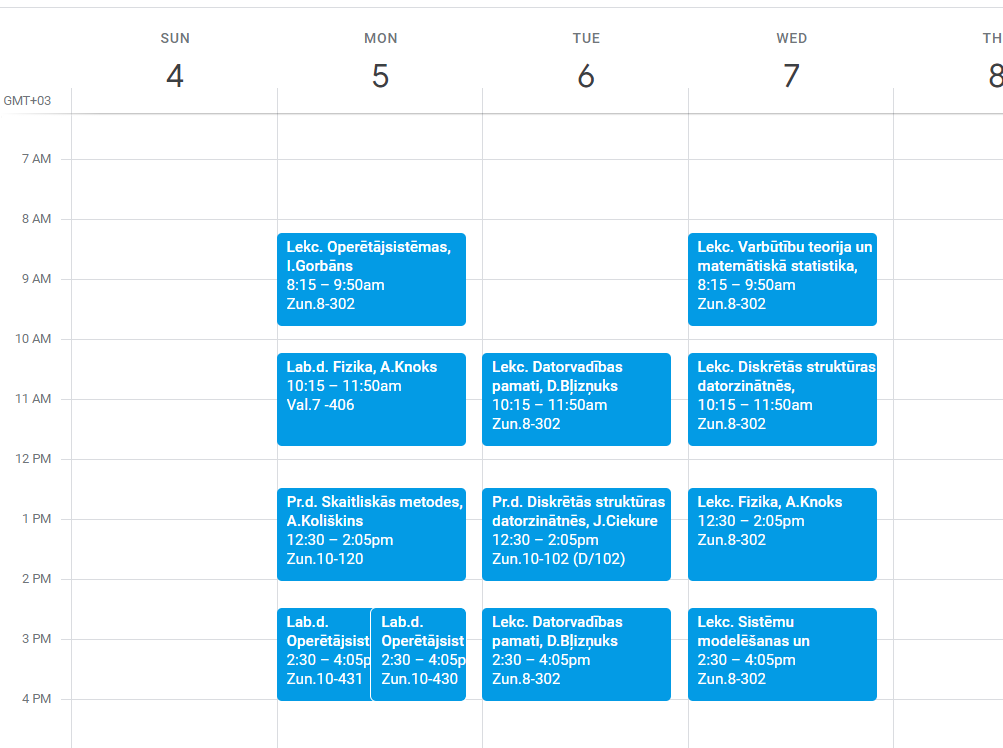 SUN
MON
TUE
WED
TH
4
5
6
7
8
GMT+03
7 AM
8 AM
9 AM
10 AM
11 AM
12 PM
1 PM
2 PM
3 PM
4 PM
Lekc. Operētājsistēmas,
I.Gorbāns
8:15 – 9:50am
Zun.8-302
Lab.d. Fizika, A.Knoks
10:15 – 11:50am
Val.7 -406
Pr.d. Skaitliskās metodes,
A.Koliškins
12:30 – 2:05pm
Zun.10-120
Lab.d.
Operētājsist
2:30 – 4:05p
Zun.10-431
Lab.d.
Operētājsist
2:30 – 4:05p
Zun.10-430
Lekc. Datorvadības
pamati, D.Bļizņuks
10:15 – 11:50am
Zun.8-302
Pr.d. Diskrētās struktūras
datorzinātnēs, J.Ciekure
12:30 – 2:05pm
Zun.10-102 (D/102)
Lekc. Datorvadības
pamati, D.Bļizņuks
2:30 – 4:05pm
Zun.8-302
Lekc. Varbūtību teorija un
matemātiskā statistika,
8:15 – 9:50am
Zun.8-302
Lekc. Diskrētās struktūras
datorzinātnēs,
10:15 – 11:50am
Zun.8-302
Lekc. Fizika, A.Knoks
12:30 – 2:05pm
Zun.8-302
Lekc. Sistēmu
modelēšanas un
2:30 – 4:05pm
Zun.8-302